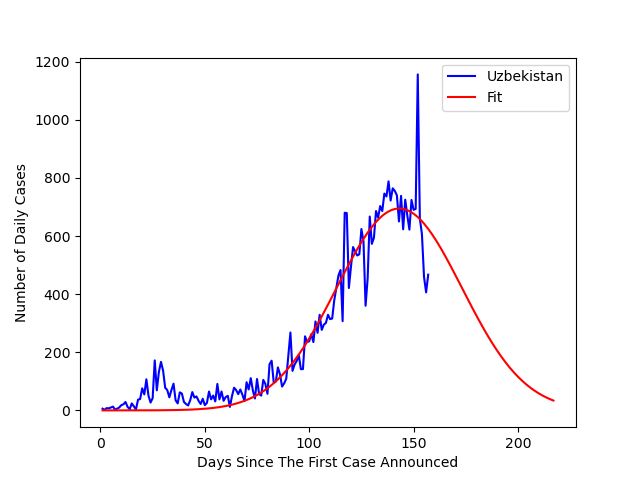 Uzbekistan
Fit
1200
1000
800
600
400
200
0
Number of Daily Cases
0 50 100 150 200
Days Since The First Case Announced